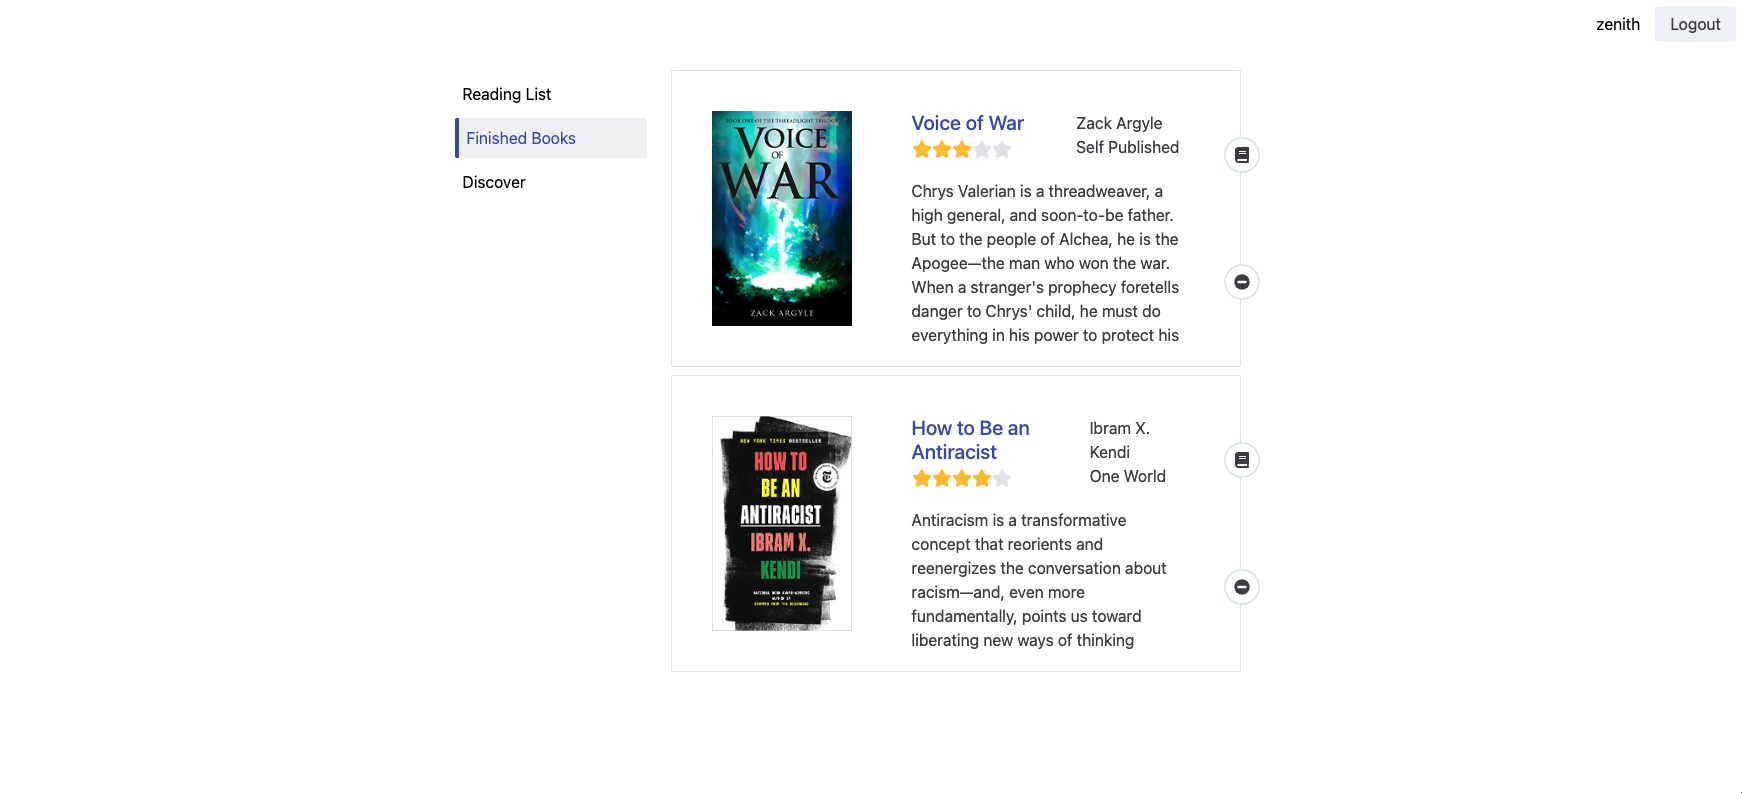 zenith
Logout
Reading List
Finished Books
Discover
BOOK ONE OF THE THREADLIGHT TRILOGY
VOICE
OF
WAR
ZACK ARGYLE
Voice of War
Zack Argyle
Self Published
Chrys Valerian is a threadweaver, a
high general, and soon-to-be father.
But to the people of Alchea, he is the
Apogee—the man who won the war.
When a stranger's prophecy foretells
danger to Chrys' child, he must do
everything in his power to protect his
NEW YORK TIMES BESTSELLER
HOW TO
BE AN
ANTIRACIST
IBRAM X.
KENDI
NATIONAL BOOK AWARD-WINNING
AUTHOR OF
STAMPED FROM THE BEGINNING
How to Be an
Antiracist
Ibram X.
Kendi
One World
Antiracism is a transformative
concept that reorients and
reenergizes the conversation about
racism—and, even more
fundamentally, points us toward
liberating new ways of thinking